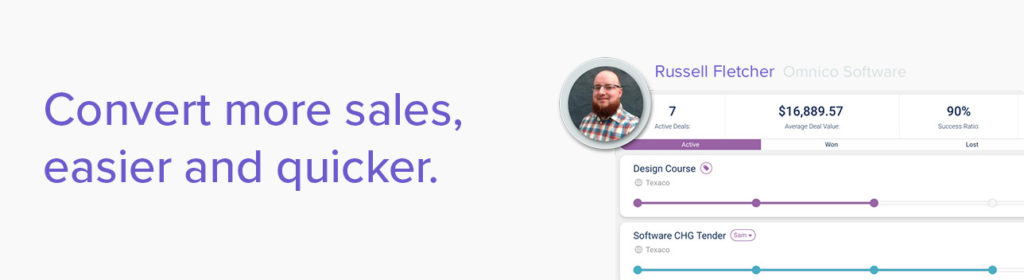 Convert more sales,
easier and quicker.
Russell Fletcher Omnico Software
7 $16,889.57 90%
Active Deals: Average Deal Value: Success Ratio:
Active Won Lost
Design Course
Texaco
Software CHG Tender Sam
Texaco